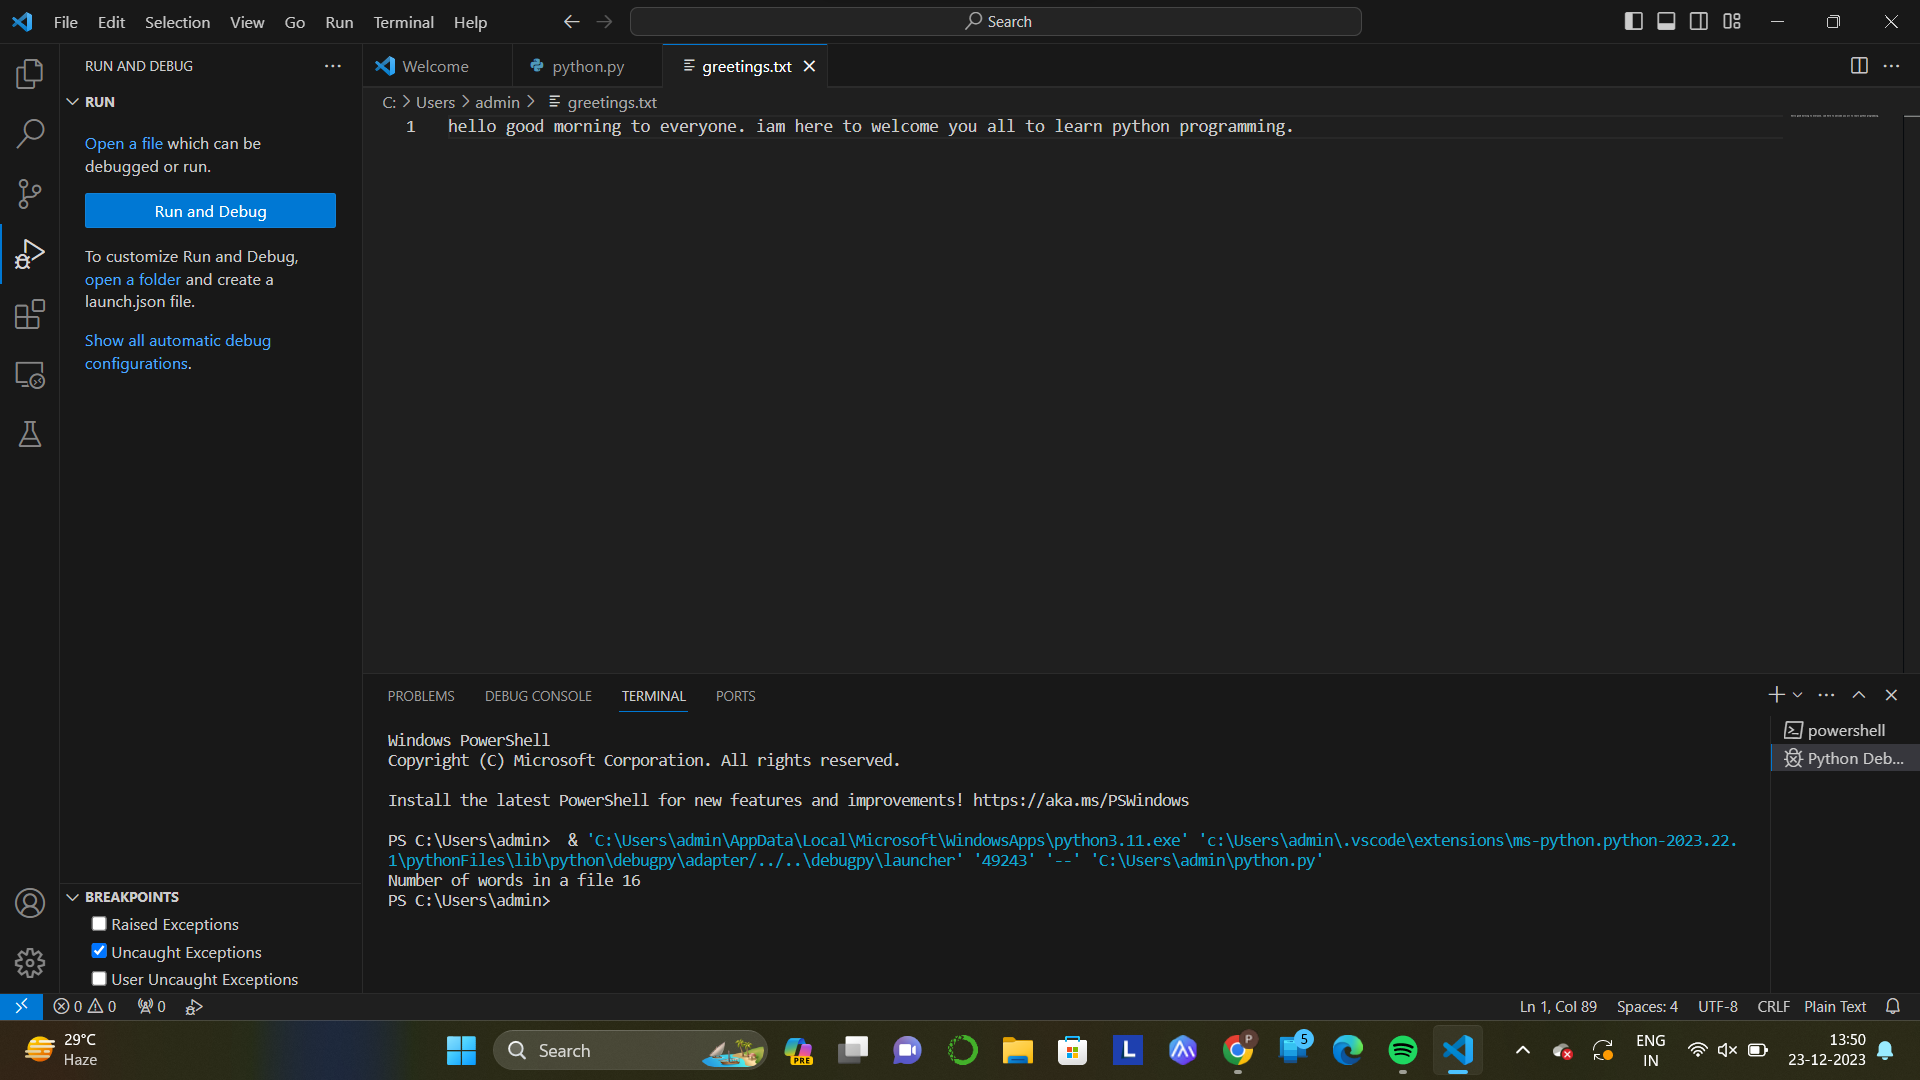 File Edit Selection View Go Run Terminal Help
Search
RUN AND DEBUG
Welcome
python.py
greetings.txt
RUN
C: > Users > admin > greetings.txt
1 hello good morning to everyone. iam here to welcome you all to learn python programming.
Open a file which can be
debugged or run.
Run and Debug
To customize Run and Debug,
open a folder and create a
launch.json file.
Show all automatic debug
configurations.
PROBLEMS DEBUG CONSOLE TERMINAL PORTS
Windows PowerShell
Copyright (C) Microsoft Corporation. All rights reserved.
Install the latest PowerShell for new features and improvements! https://aka.ms/PSWindows
PS C:\Users\admin>  & 'C:\Users\admin\AppData\Local\Microsoft\WindowsApps\python3.11.exe' 'c:\Users\admin\.vscode\extensions\ms-python.python-2023.22.
1\pythonFiles\lib\python\debugpy\adapter/../..\debugpy\launcher' '49243' '--' 'C:\Users\admin\python.py'
Number of words in a file 16
PS C:\Users\admin>
powershell
Python Deb...
BREAKPOINTS
Raised Exceptions
Uncaught Exceptions
User Uncaught Exceptions
0 0 0
Ln 1, Col 89 Spaces: 4 UTF-8 CRLF Plain Text
29°C
Haze
Search
PRE
L
P
5
ENG
IN
13:50
23-12-2023